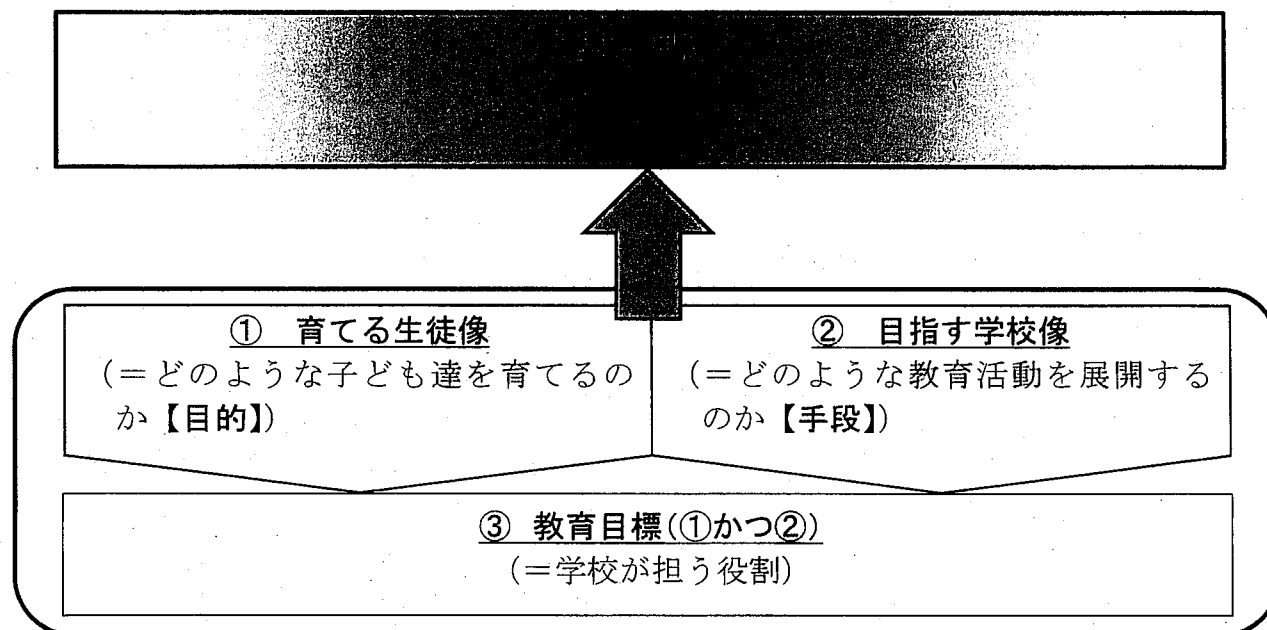 ① 育てる生徒像
(＝どのような子ども達を育てるの
か【目的】)
② 目指す学校像
(＝どのような教育活動を展開する
のか【手段】)
③ 教育目標(①かつ②)
(＝学校が担う役割)